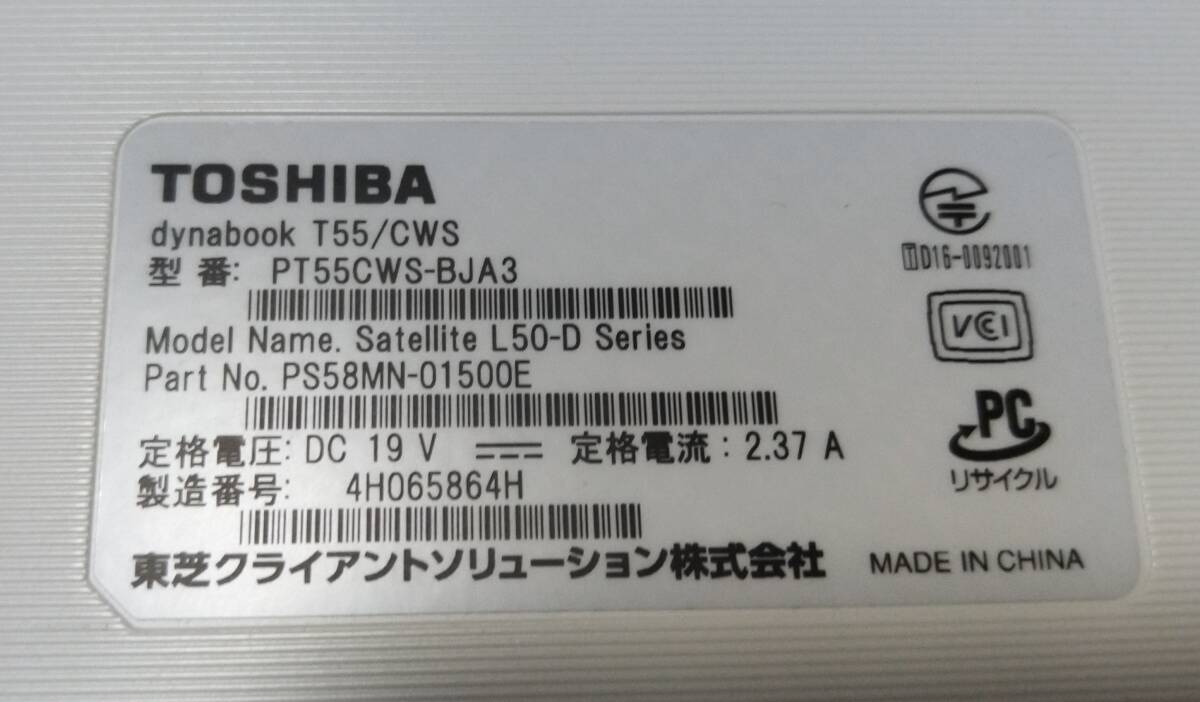 TOSHIBA
dynabook T55/CWS
型 番: PT55CWS-BJA3
Model Name. Satellite L50-D Series
Part No. PS58MN-01500E
定格電圧: DC 19 V 定格電流: 2.37 A
製造番号: 4H065864H
東芝クライアントソリューション株式会社
TD16-0092001
VCCI
PC
リサイクル
MADE IN CHINA